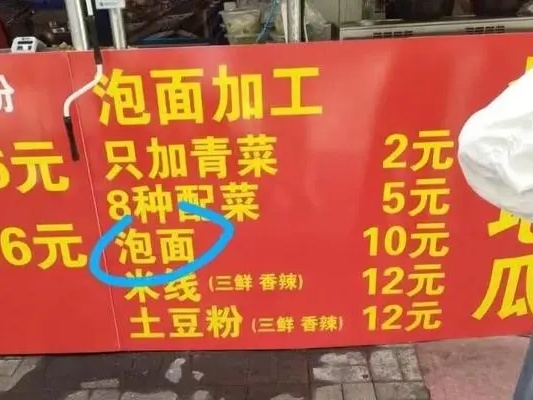 份
泡面加工
6元
只加青菜 2元
8种配菜 5元
6元
泡面 10元
米线(三鲜 香辣) 12元
土豆粉(三鲜 香辣) 12元
瓜